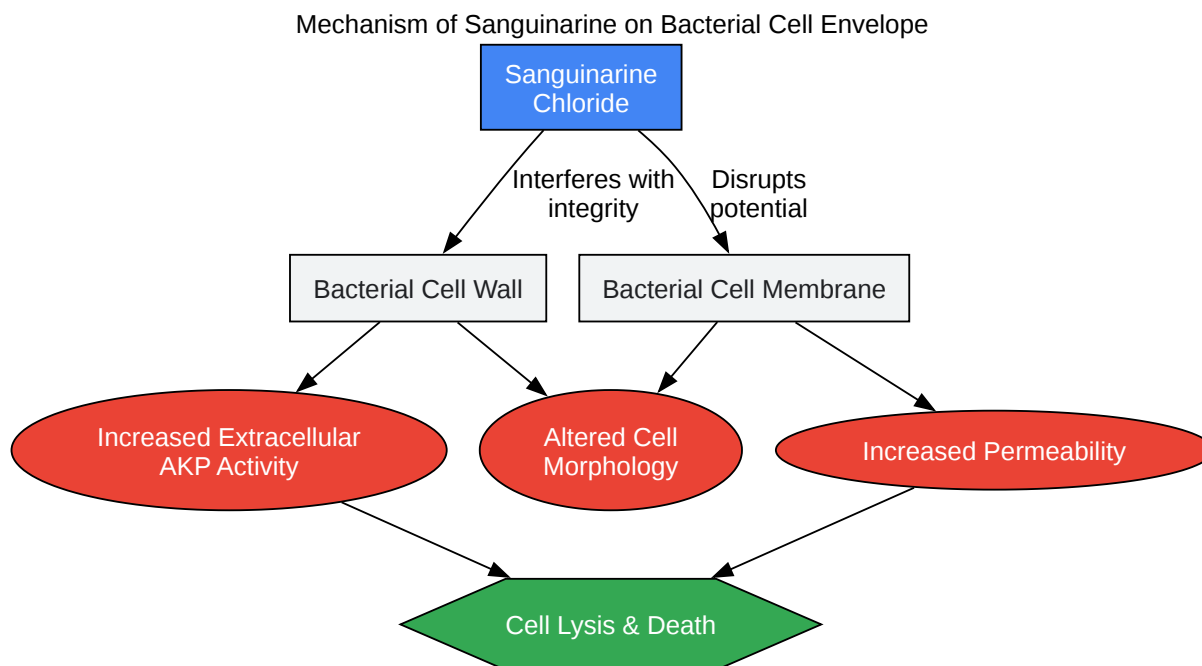 Mechanism of Sanguinarine on Bacterial Cell Envelope
Sanguinarine
Chloride
Interferes with
integrity
Disrupts
potential
Bacterial Cell Wall
Bacterial Cell Membrane
Increased Extracellular
AKP Activity
Altered Cell
Morphology
Increased Permeability
Cell Lysis & Death